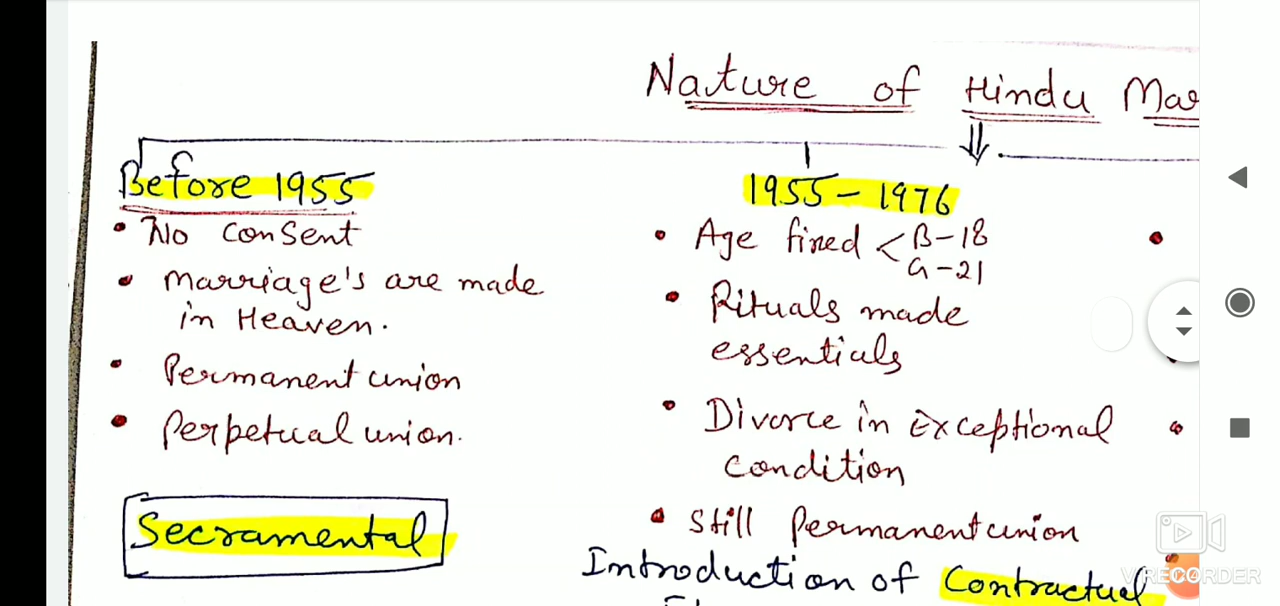 Nature of Hindu Mar
Before 1955
• No consent
• Marriage's are made
in Heaven.
• Permanent union
• Perpetual union.
Secramental
1955 - 1976
• Age fixed < B-18
G-21
• Rituals made
essentials
• Divorce in Exceptional
condition
• Still Permanent union
Introduction of Contractual
VRECORDER